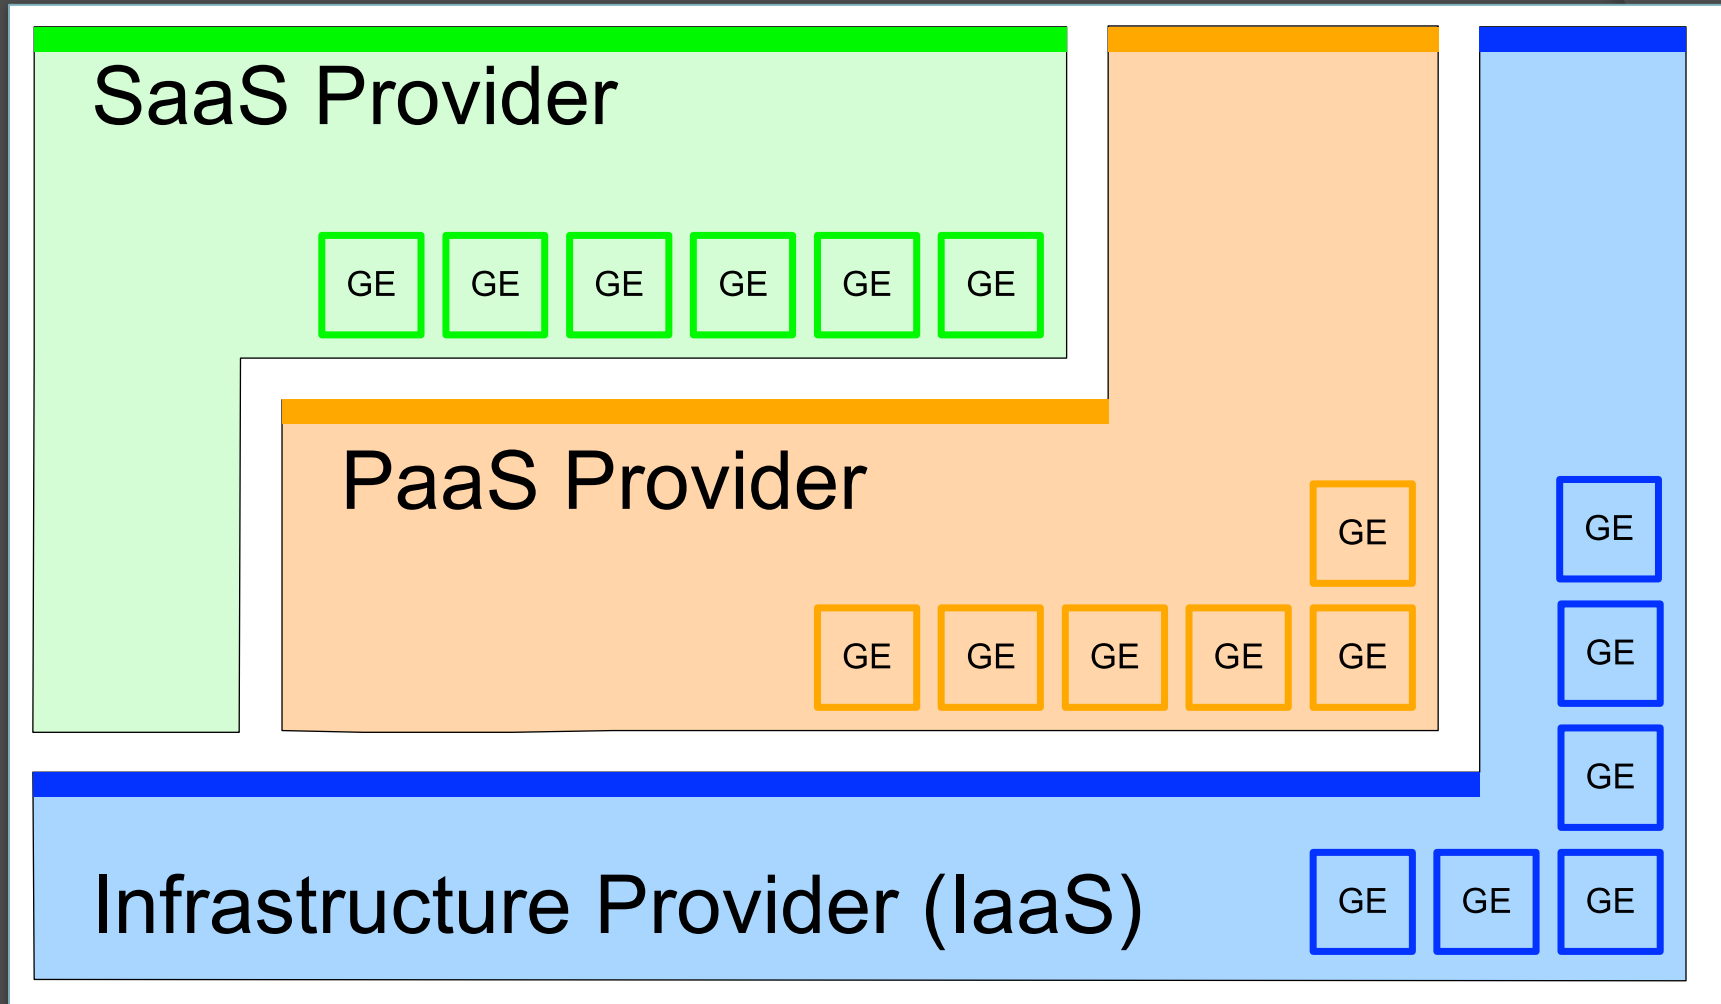 SaaS Provider
GE GE GE GE GE GE
PaaS Provider
GE
GE GE GE GE GE
GE
GE
GE
Infrastructure Provider (IaaS)
GE GE GE